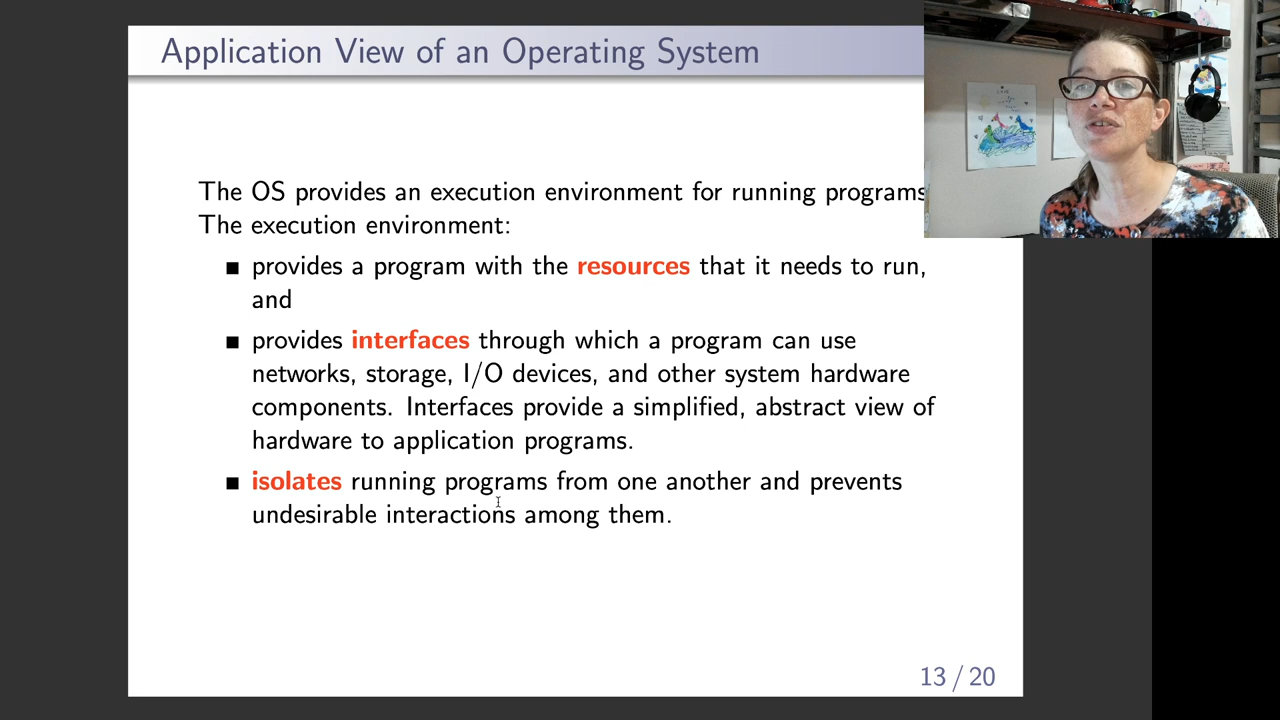 Application View of an Operating System
The OS provides an execution environment for running programs
The execution environment:
■ provides a program with the resources that it needs to run,
and
■ provides interfaces through which a program can use
networks, storage, I/O devices, and other system hardware
components. Interfaces provide a simplified, abstract view of
hardware to application programs.
■ isolates running programs from one another and prevents
undesirable interactions among them.
13 / 20